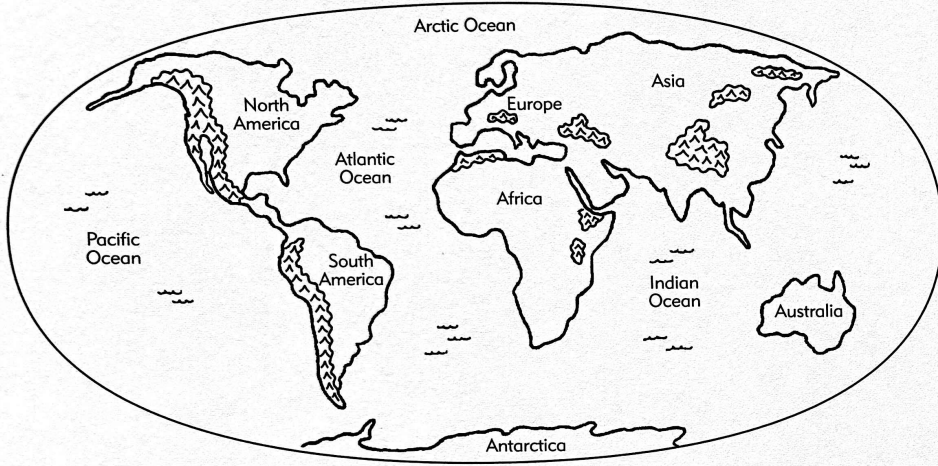 Arctic Ocean
North
America
Europe
Asia
Atlantic
Ocean
Africa
Pacific
Ocean
South
America
Indian
Ocean
Australia
Antarctica